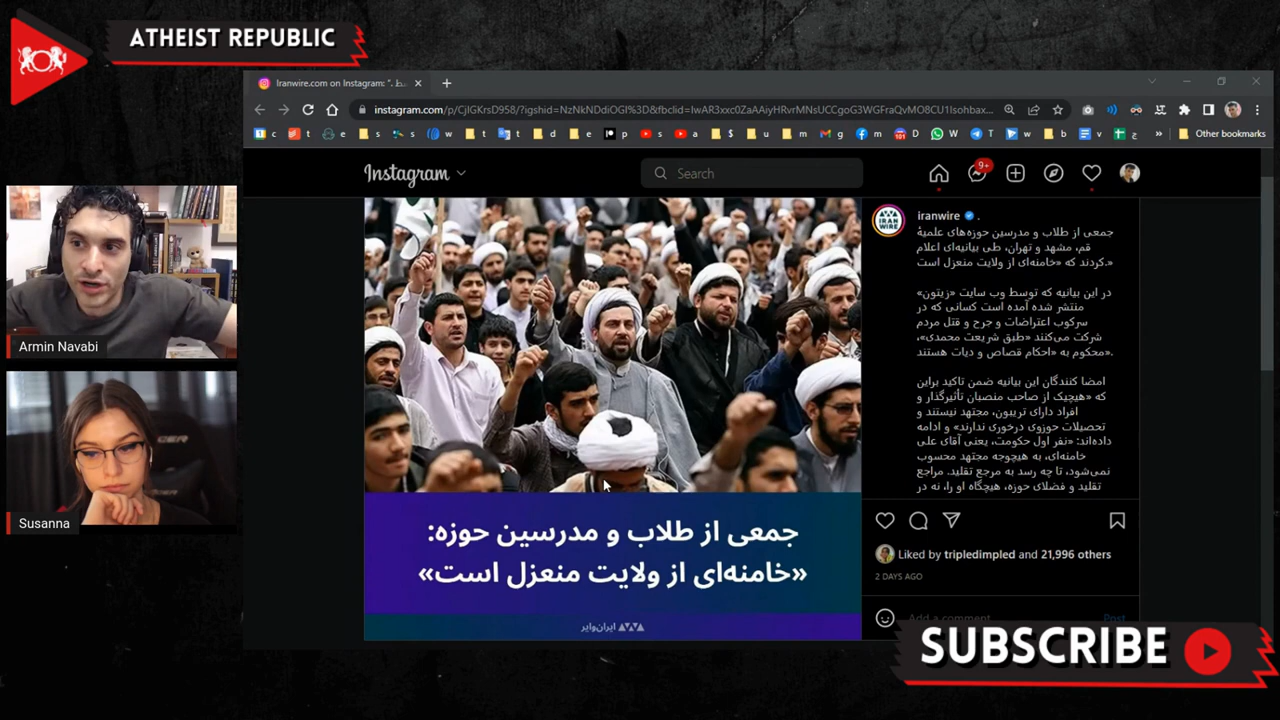 ATHEIST REPUBLIC
Iranwire.com on Instagram: ".
instagram.com/p/CjIGKrsD958/?igshid=NzNkNDdiOGI%3D&fbclid=IwAR3xxc0ZaAAiyHRvrMNsUCCgoG3WGFraQvMO8CU1Isohbax...
c t e s s w t t d e p s a $ u m g m D W T w b v ج » Other bookmarks
Instagram
Search
9+
iranwire .
جمعی از طلاب و مدرسین حوزه‌های علمیهٔ
قم، مشهد و تهران، طی بیانیه‌ای اعلام
کردند که «خامنه‌ای از ولایت منعزل است.»
در این بیانیه که توسط وب سایت «زیتون»
منتشر شده آمده است کسانی که در
سرکوب اعتراضات و جرح و قتل مردم
شرکت می‌کنند «طبق شریعت محمدی»،
محکوم به «احکام قصاص و دیات هستند.
امضا کنندگان این بیانیه ضمن تاکید براین
که «هیچیک از صاحب منصبان تأثیرگذار و
افراد دارای تریبون، مجتهد نیستند و
تحصیلات حوزوی درخوری ندارند» و ادامه
داده‌اند: «نفر اول حکومت، یعنی آقای علی
خامنه‌ای، به هیچوجه مجتهد محسوب
نمی‌شود، تا چه رسد به مرجع تقلید. مراجع
تقلید و فضلای حوزه، هیچگاه او را، نه در
Armin Navabi
Susanna
جمعی از طلاب و مدرسین حوزه:
«خامنه‌ای از ولایت منعزل است»
ایران‌وایر
Liked by tripledimpled and 21,996 others
2 DAYS AGO
Add a comment...
Post
SUBSCRIBE